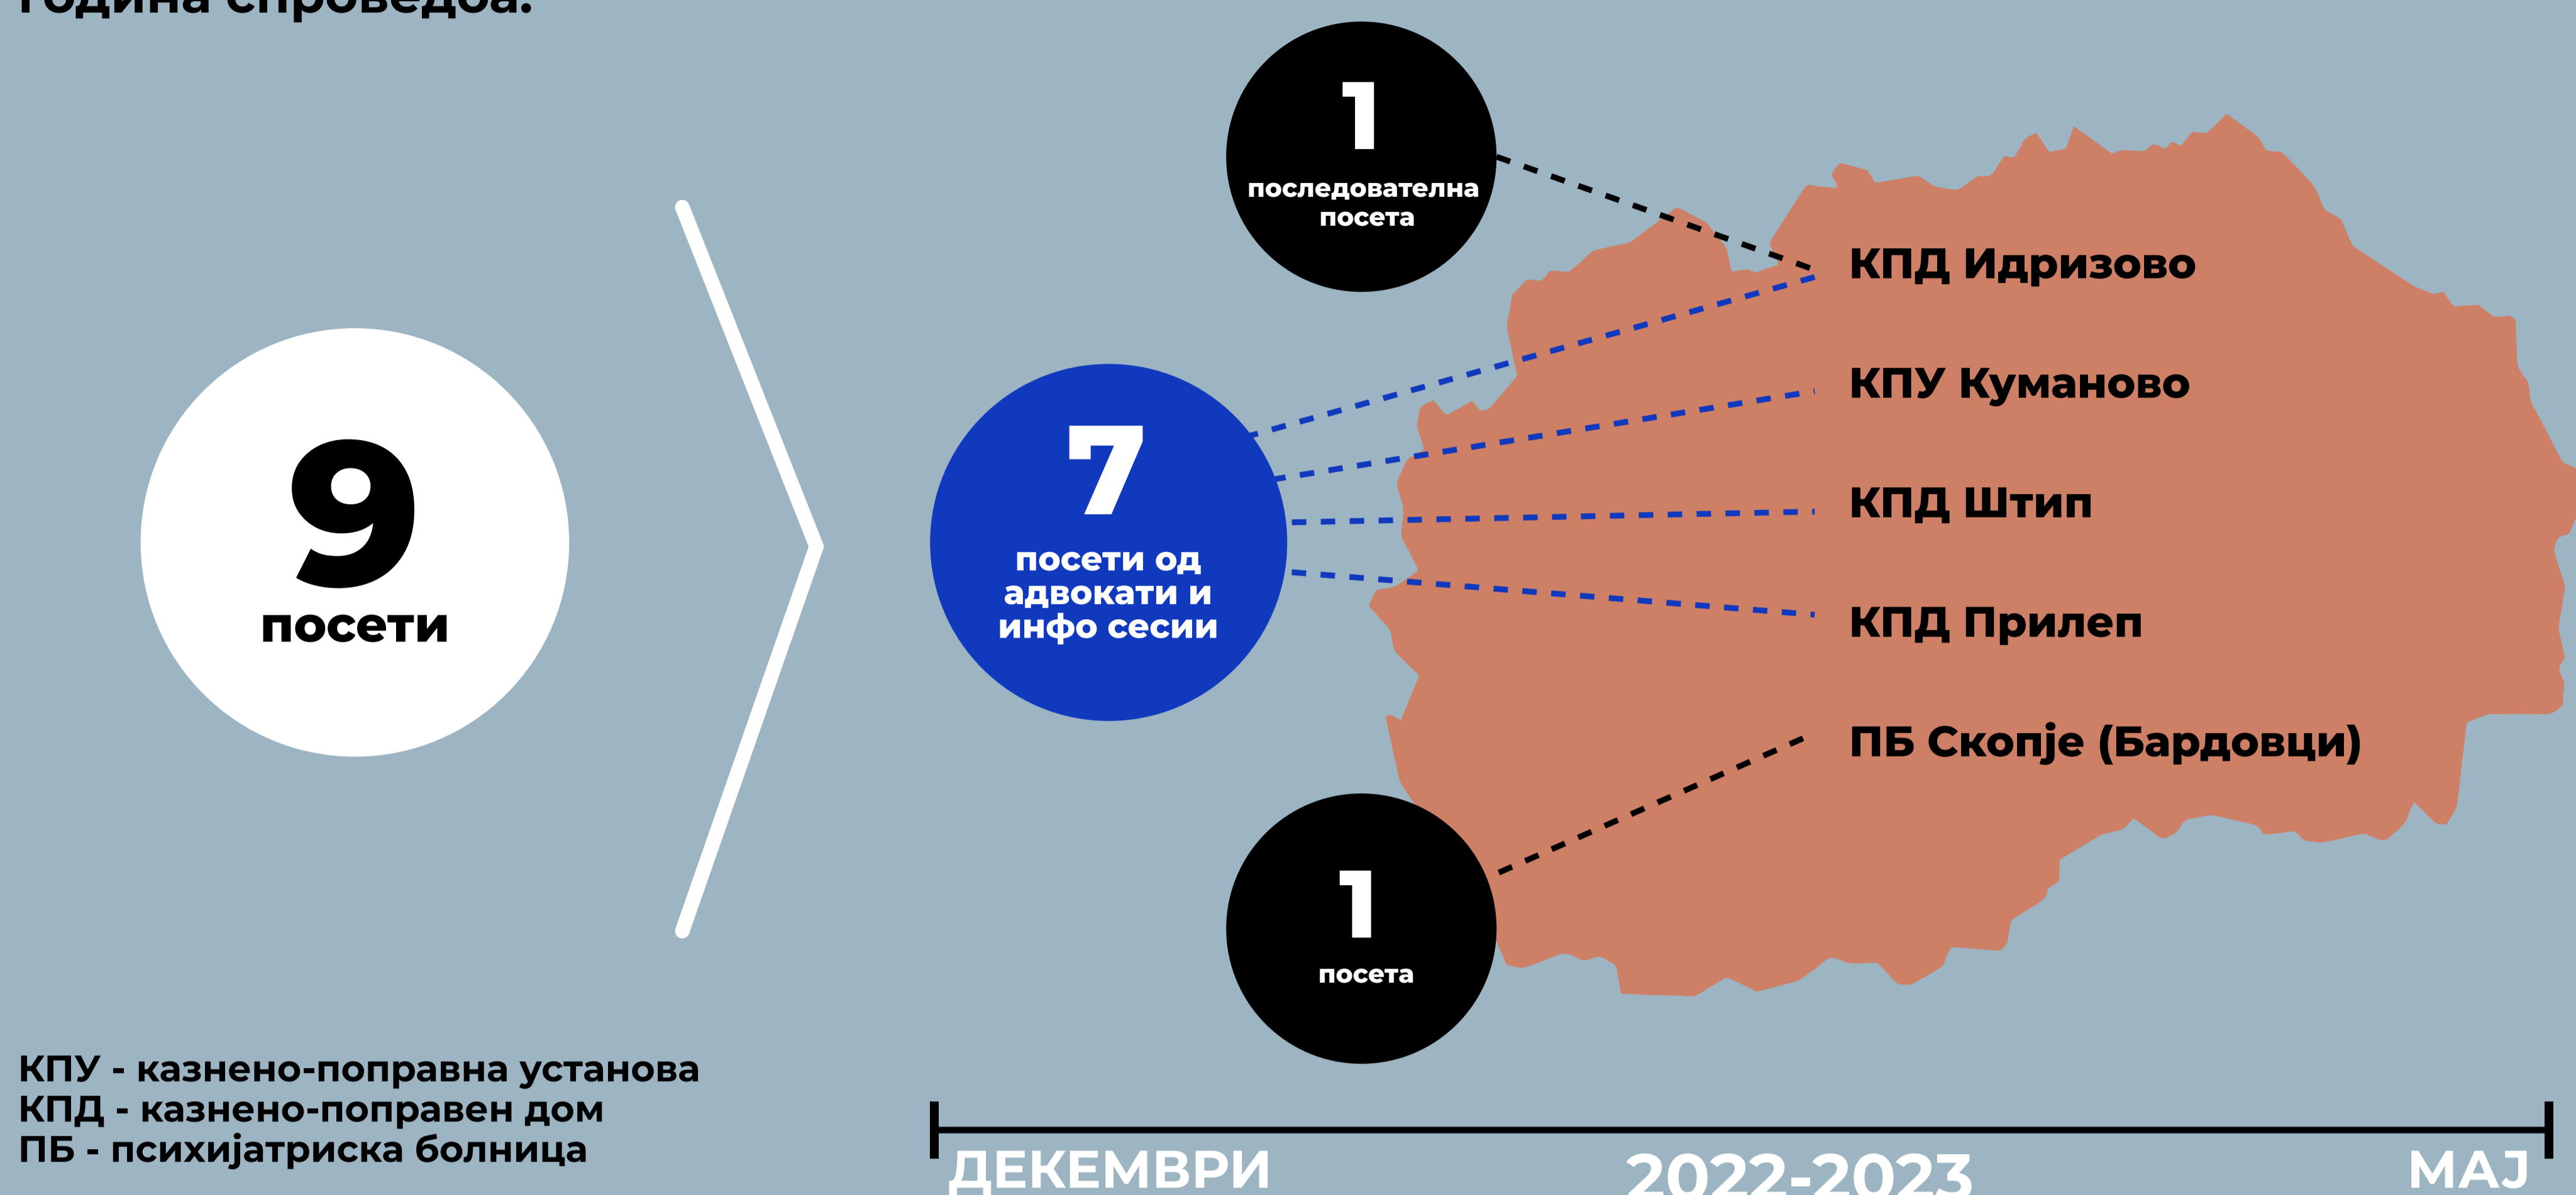 година спроведоа:
1
последователна
посета
КПД Идризово
КПУ Куманово
9
посети
7
посети од
адвокати и
инфо сесии
КПД Штип
КПД Прилеп
ПБ Скопје (Бардовци)
1
посета
КПУ - казнено-поправна установа
КПД - казнено-поправен дом
ПБ - психијатриска болница
ДЕКЕМВРИ
2022-2023
МАЈ